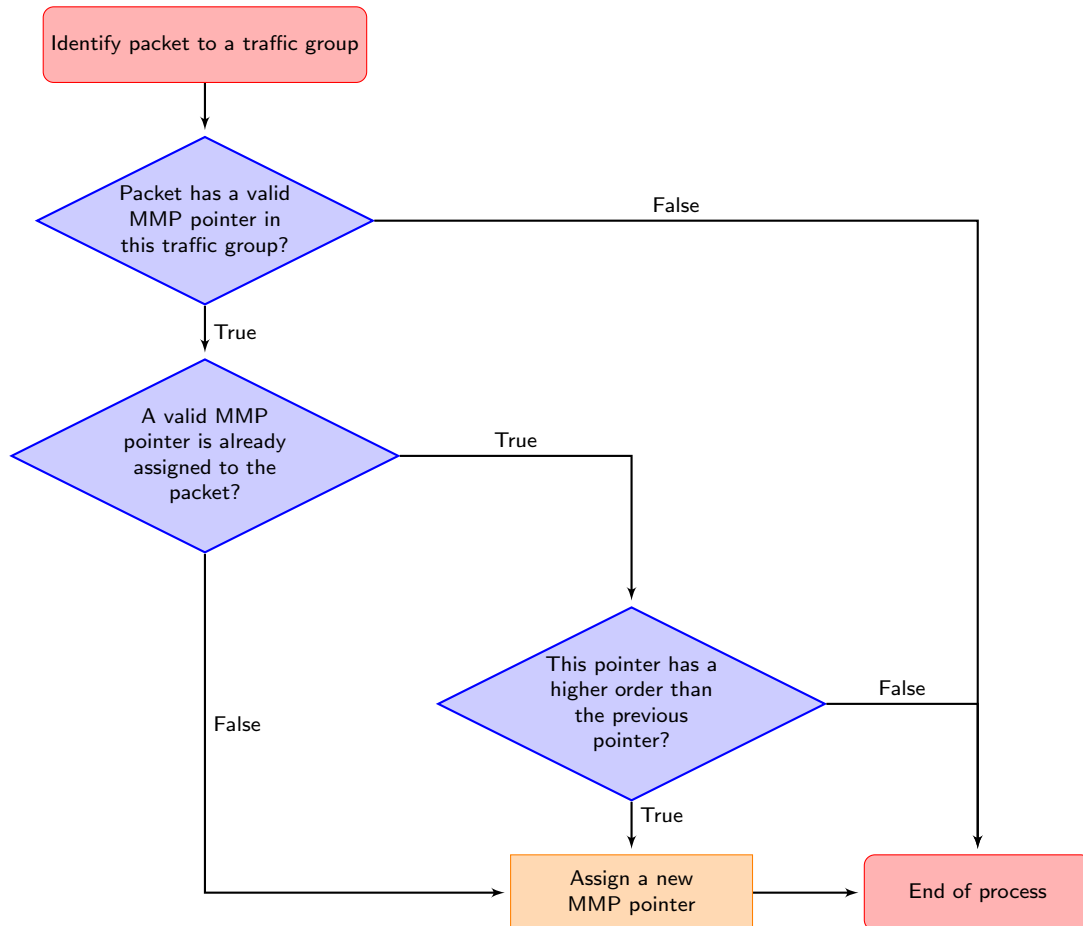 Identify packet to a traffic group
Packet has a valid
MMP pointer in
this traffic group?
False
True
A valid MMP
pointer is already
assigned to the
packet?
True
This pointer has a
higher order than
the previous
pointer?
False
False
True
Assign a new
MMP pointer
End of process